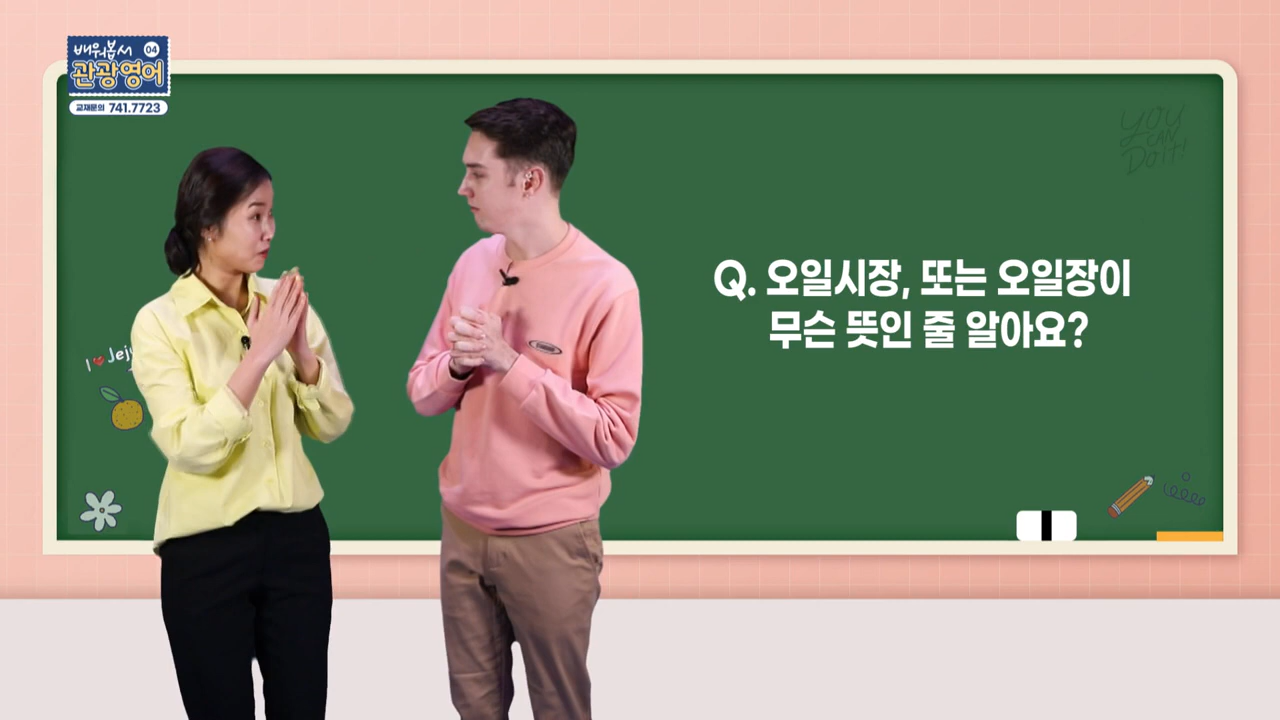 배워봅서 04
관광영어
교재문의 741.7723
YOU
CAN
DO IT!
Q. 오일시장, 또는 오일장이
무슨 뜻인 줄 알아요?
I Jeju